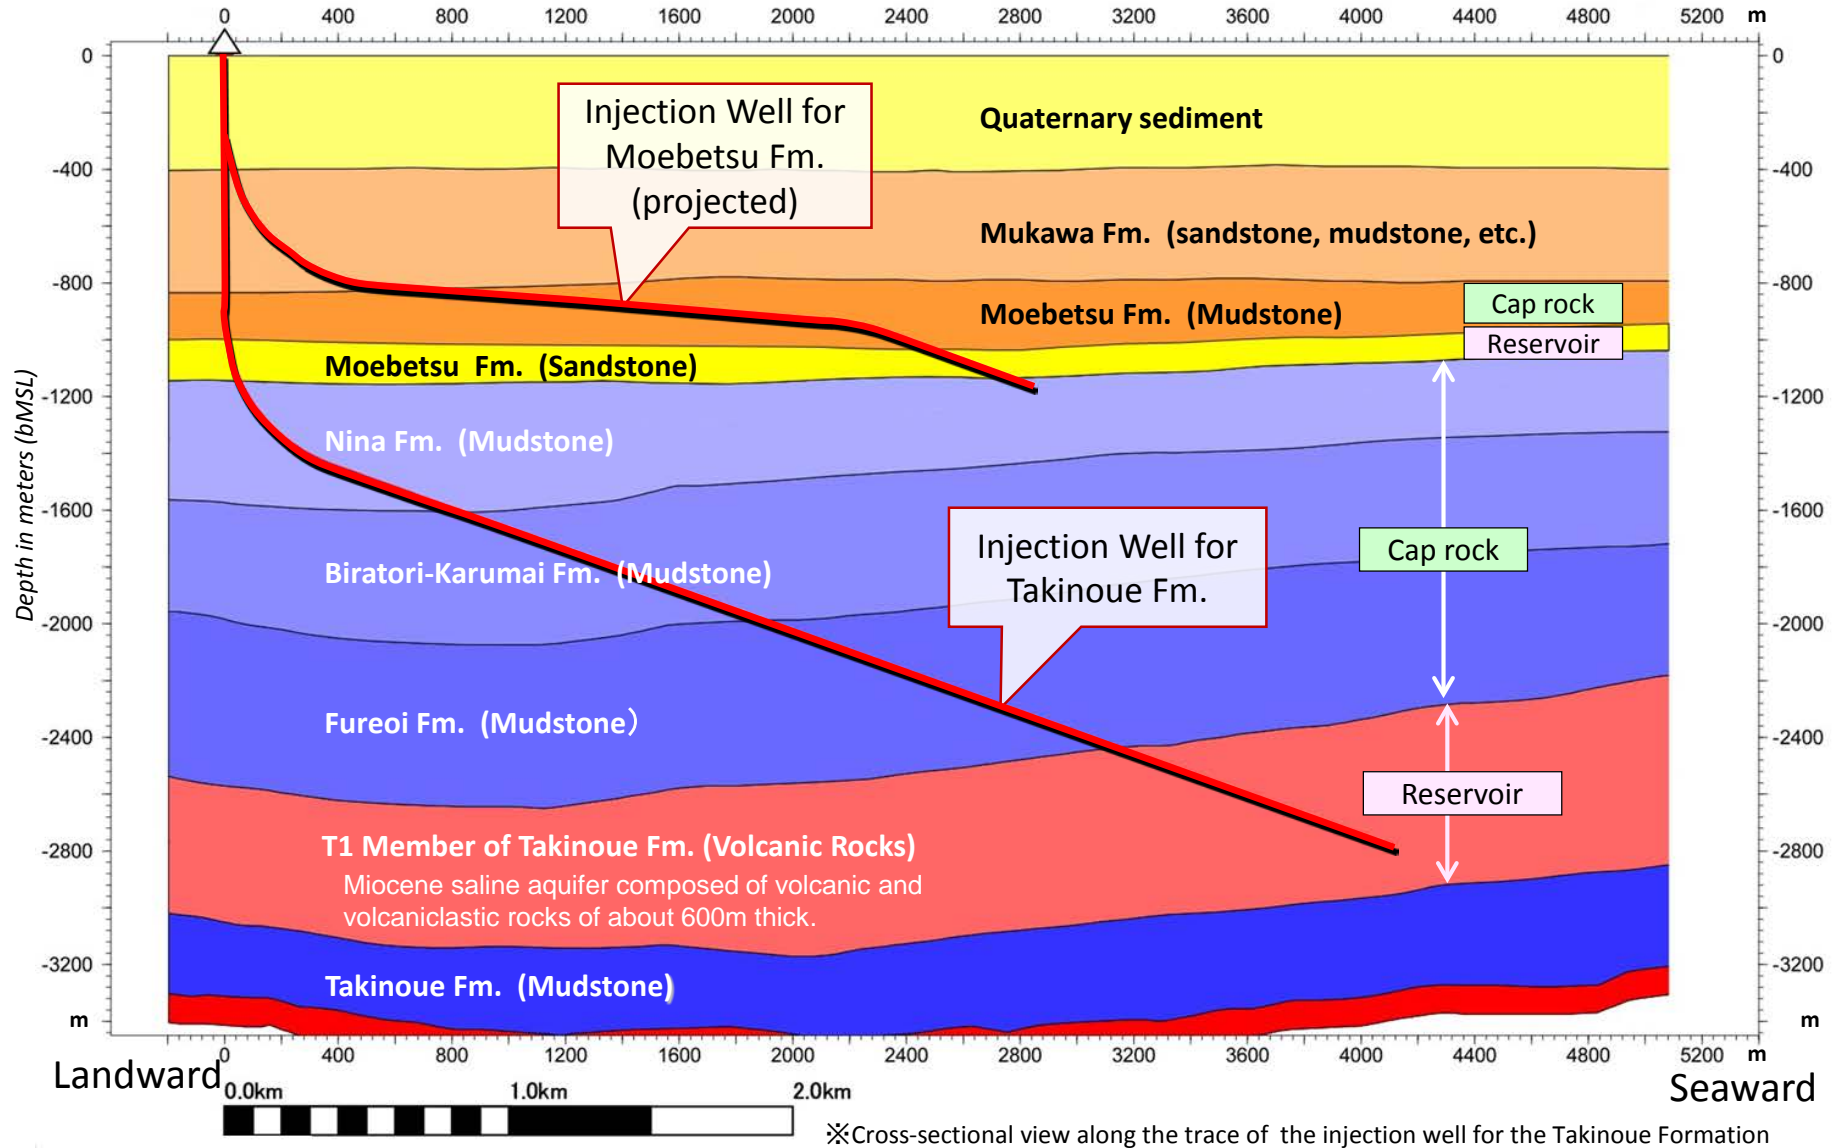 0 400 800 1200 1600 2000 2400 2800 3200 3600 4000 4400 4800 5200 m
0 0
Injection Well for
Moebetsu Fm.
(projected)
Quaternary sediment
-400 -400
Mukawa Fm. (sandstone, mudstone, etc.)
-800 -800
Cap rock
Moebetsu Fm. (Mudstone)
Reservoir
Moebetsu Fm. (Sandstone)
-1200 -1200
Depth in meters (bMSL)
Nina Fm. (Mudstone)
-1600 -1600
Injection Well for
Takinoue Fm.
Cap rock
Biratori-Karumai Fm. (Mudstone)
-2000 -2000
Fureoi Fm. (Mudstone）
-2400 -2400
Reservoir
T1 Member of Takinoue Fm. (Volcanic Rocks)
-2800 -2800
Miocene saline aquifer composed of volcanic and
volcaniclastic rocks of about 600m thick.
-3200 -3200
Takinoue Fm. (Mudstone)
m m
0 400 800 1200 1600 2000 2400 2800 3200 3600 4000 4400 4800 5200 m
Landward Seaward
0.0km 1.0km 2.0km
※Cross-sectional view along the trace of the injection well for the Takinoue Formation